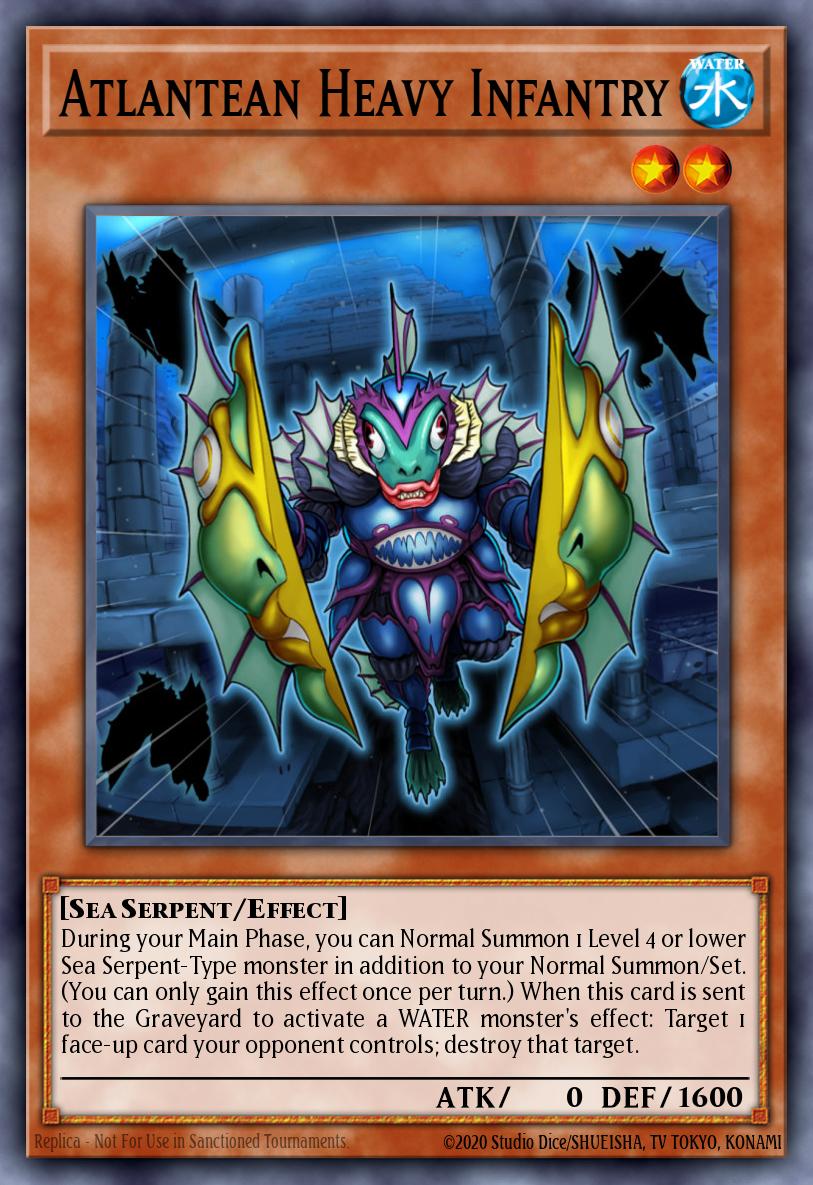 Atlantean Heavy Infantry
WATER
水
[Sea Serpent/Effect]
During your Main Phase, you can Normal Summon 1 Level 4 or lower
Sea Serpent-Type monster in addition to your Normal Summon/Set.
(You can only gain this effect once per turn.) When this card is sent
to the Graveyard to activate a WATER monster's effect: Target 1
face-up card your opponent controls; destroy that target.
ATK/ 0 DEF/1600
Replica - Not For Use in Sanctioned Tournaments.
©2020 Studio Dice/SHUEISHA, TV TOKYO, KONAMI